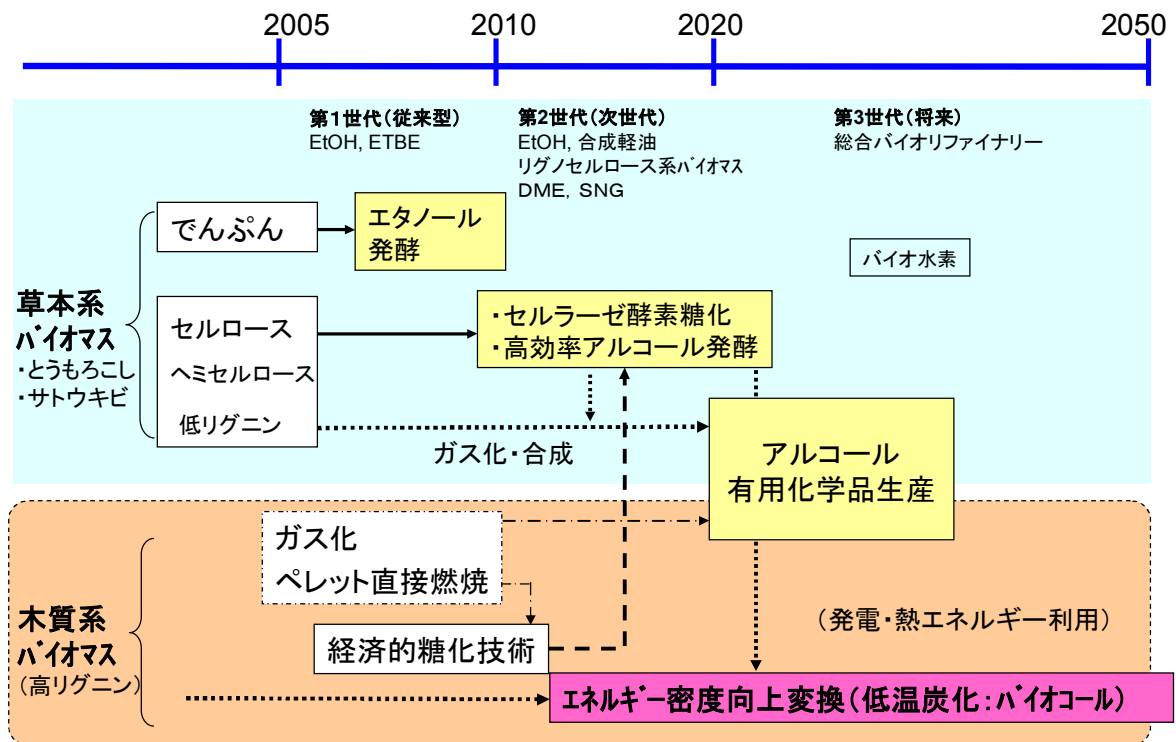 2005
2010
2020
2050
第1世代(従来型)
EtOH, ETBE
第2世代(次世代)
EtOH, 合成軽油
リグノセルロース系バイオマス
DME, SNG
第3世代(将来)
総合バイオリファイナリー
でんぷん
エタノール
発酵
バイオ水素
草本系
バイオマス
・とうもろこし
・サトウキビ
セルロース
ヘミセルロース
低リグニン
・セルラーゼ酵素糖化
・高効率アルコール発酵
ガス化・合成
アルコール
有用化学品生産
ガス化
ペレット直接燃焼
木質系
バイオマス
(高リグニン)
経済的糖化技術
(発電・熱エネルギー利用)
エネルギー密度向上変換(低温炭化:バイオコール)